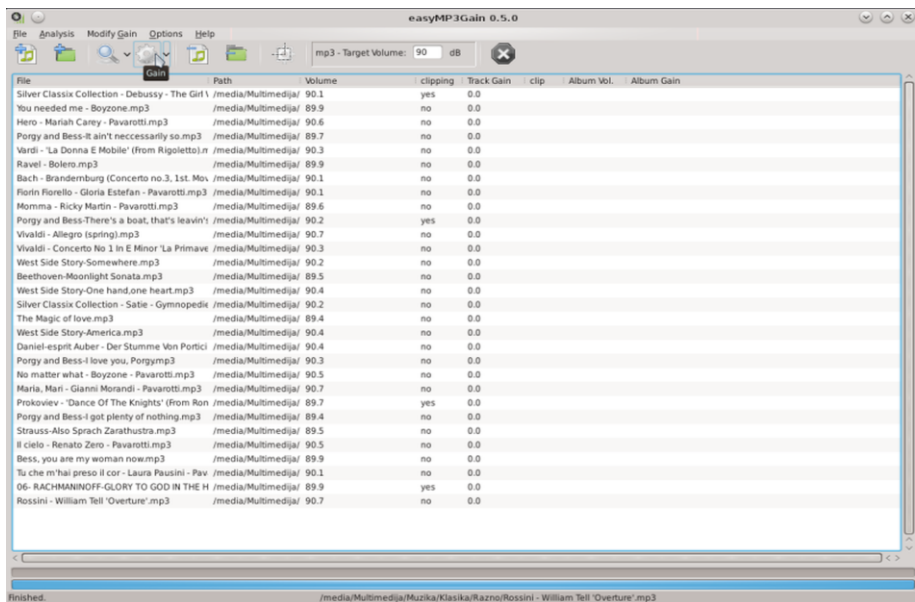 easyMP3Gain 0.5.0
File Analysis Modify Gain Options Help
mp3 - Target Volume: 90 dB
Gain
File Path Volume clipping Track Gain clip Album Vol. Album Gain
Silver Classix Collection - Debussy - The Girl \ /media/Multimedija/ 90.1 yes 0.0
You needed me - Boyzone.mp3 /media/Multimedija/ 89.9 no 0.0
Hero - Mariah Carey - Pavarotti.mp3 /media/Multimedija/ 90.6 no 0.0
Porgy and Bess-It ain't neccessarily so.mp3 /media/Multimedija/ 89.7 no 0.0
Vardi - 'La Donna E Mobile' (from Rigoletto).n /media/Multimedija/ 90.3 no 0.0
Ravel - Bolero.mp3 /media/Multimedija/ 89.9 no 0.0
Bach - Brandernburg (Concerto no.3, 1st. Mov /media/Multimedija/ 90.1 no 0.0
Fiorin Fiorello - Gloria Estefan - Pavarotti.mp3 /media/Multimedija/ 90.1 no 0.0
Momma - Ricky Martin - Pavarotti.mp3 /media/Multimedija/ 89.6 no 0.0
Porgy and Bess-There's a boat, that's leavin's /media/Multimedija/ 90.2 yes 0.0
Vivaldi - Allegro (spring).mp3 /media/Multimedija/ 90.7 no 0.0
Vivaldi - Concerto No 1 In E Minor 'La Primave /media/Multimedija/ 90.3 no 0.0
West Side Story-Somewhere.mp3 /media/Multimedija/ 90.2 no 0.0
Beethoven-Moonlight Sonata.mp3 /media/Multimedija/ 89.5 no 0.0
West Side Story-One hand,one heart.mp3 /media/Multimedija/ 90.4 no 0.0
Silver Classix Collection - Satie - Gymnopedie /media/Multimedija/ 90.2 no 0.0
The Magic of love.mp3 /media/Multimedija/ 89.4 no 0.0
West Side Story-America.mp3 /media/Multimedija/ 90.4 no 0.0
Daniel-esprit Auber - Der Stumme Von Portici /media/Multimedija/ 90.4 no 0.0
Porgy and Bess-I love you, Porgy.mp3 /media/Multimedija/ 90.3 no 0.0
No matter what - Boyzone - Pavarotti.mp3 /media/Multimedija/ 90.5 no 0.0
Maria, Mari - Gianni Morandi - Pavarotti.mp3 /media/Multimedija/ 90.7 no 0.0
Prokoviev - 'Dance Of The Knights' (From Ron /media/Multimedija/ 89.7 yes 0.0
Porgy and Bess-I got plenty of nothing.mp3 /media/Multimedija/ 89.4 no 0.0
Strauss-Also Sprach Zarathustra.mp3 /media/Multimedija/ 89.5 no 0.0
Il cielo - Renato Zero - Pavarotti.mp3 /media/Multimedija/ 90.5 no 0.0
Bess, you are my woman now.mp3 /media/Multimedija/ 89.9 no 0.0
Tu che m'hai preso il cor - Laura Pausini - Pav /media/Multimedija/ 90.1 no 0.0
06- RACHMANINOFF-GLORY TO GOD IN THE H /media/Multimedija/ 89.9 yes 0.0
Rossini - William Tell 'Overture'.mp3 /media/Multimedija/ 90.7 no 0.0
Finished. /media/Multimedija/Muzika/Klasika/Razno/Rossini - William Tell 'Overture'.mp3